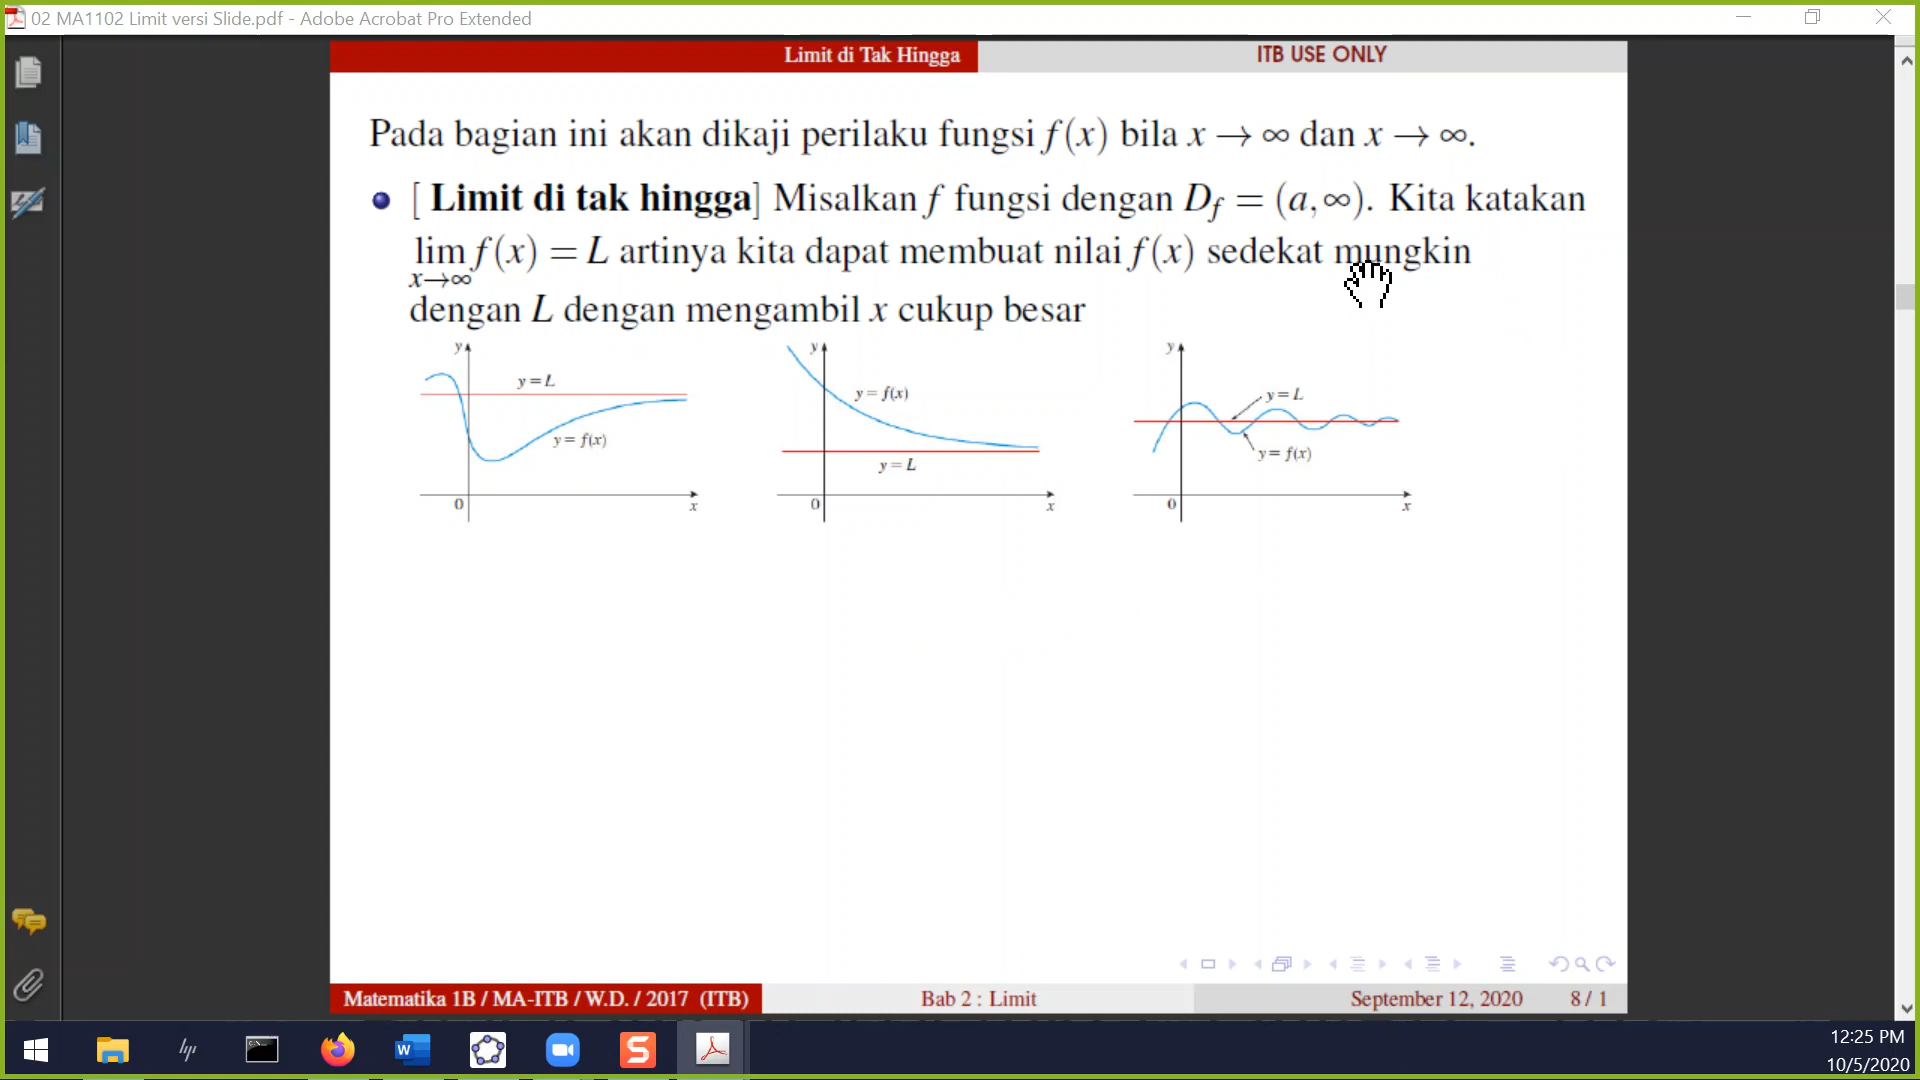 02 MA1102 Limit versi Slide.pdf - Adobe Acrobat Pro Extended
Limit di Tak Hingga
ITB USE ONLY
Pada bagian ini akan dikaji perilaku fungsi f(x) bila x → ∞ dan x → ∞.
[ Limit di tak hingga] Misalkan f fungsi dengan D_f = (a, ∞). Kita katakan
lim f(x) = L artinya kita dapat membuat nilai f(x) sedekat mungkin
x→∞
dengan L dengan mengambil x cukup besar
y
y = L
y = f(x)
0
x
y
y = f(x)
y = L
0
x
y
y = L
y = f(x)
0
x
Matematika 1B / MA-ITB / W.D. / 2017 (ITB)
Bab 2 : Limit
September 12, 2020
8 / 1
12:25 PM
10/5/2020